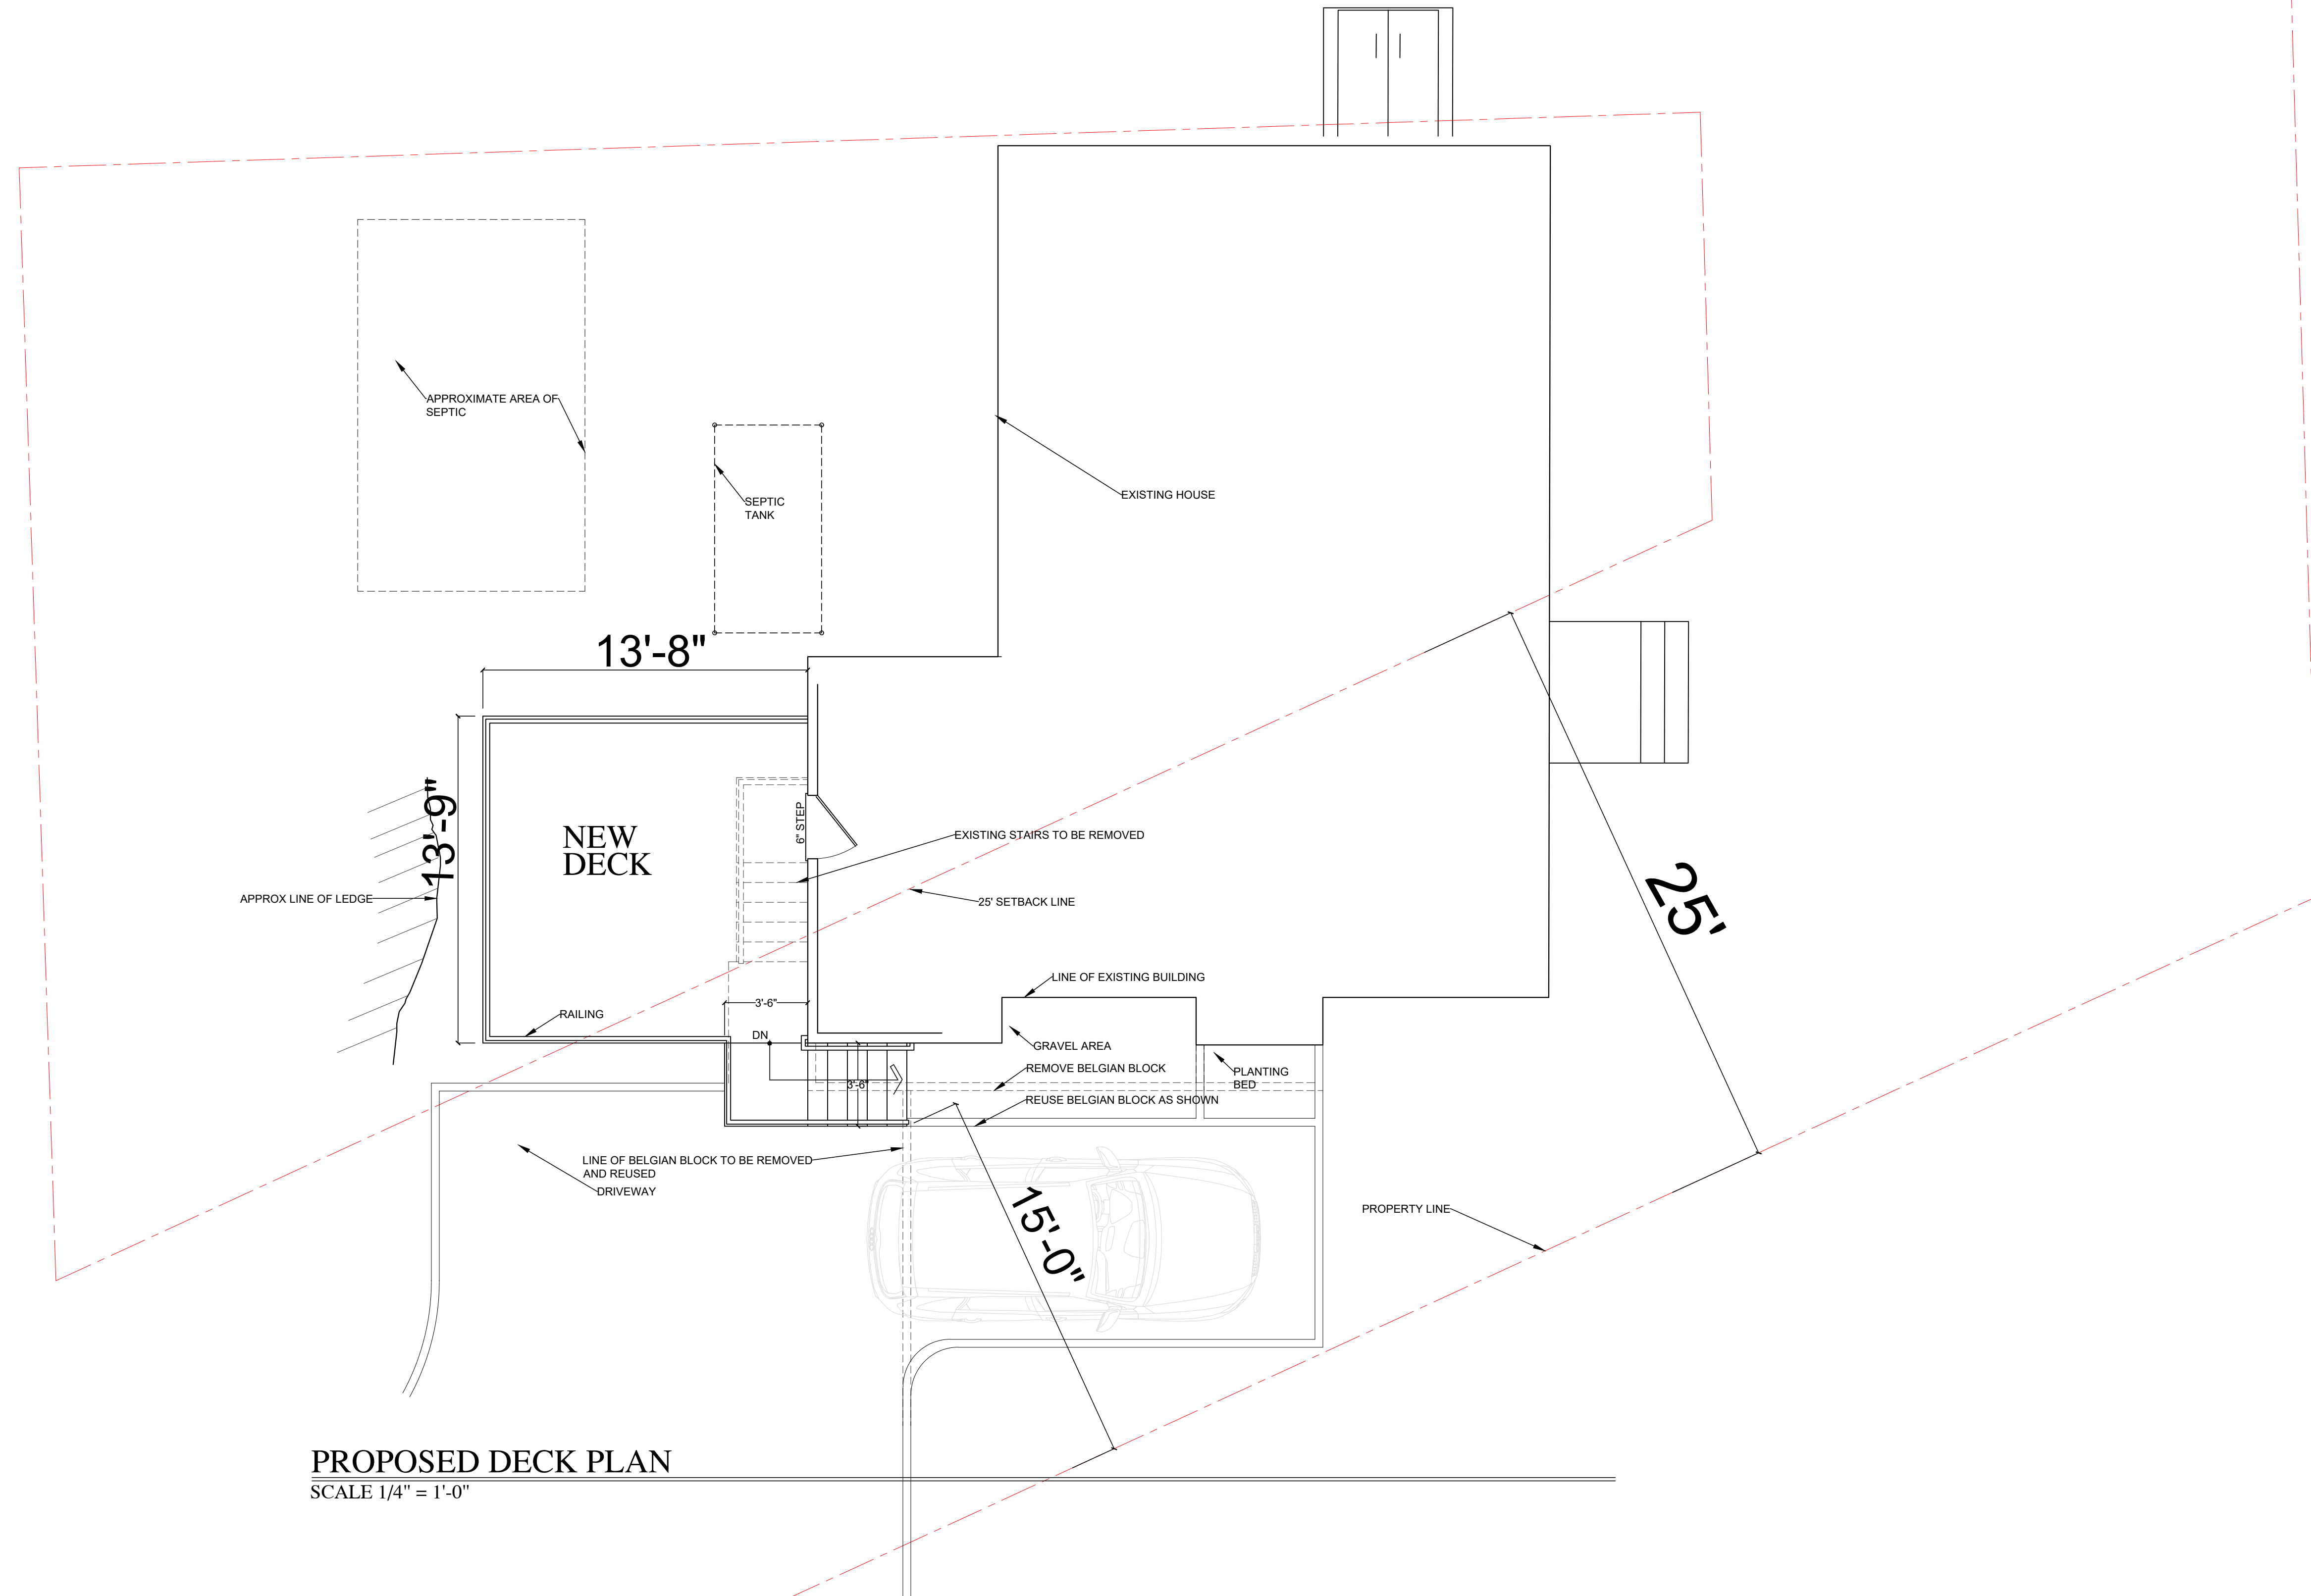 APPROXIMATE AREA OF
SEPTIC
SEPTIC
TANK
EXISTING HOUSE
13'-8"
13'-9"
NEW
DECK
6" STEP
EXISTING STAIRS TO BE REMOVED
APPROX LINE OF LEDGE
25' SETBACK LINE
25'
LINE OF EXISTING BUILDING
3'-6"
RAILING
DN
GRAVEL AREA
REMOVE BELGIAN BLOCK
PLANTING
BED
3'-6"
REUSE BELGIAN BLOCK AS SHOWN
LINE OF BELGIAN BLOCK TO BE REMOVED
AND REUSED
DRIVEWAY
15'-0"
PROPERTY LINE
PROPOSED DECK PLAN
SCALE 1/4" = 1'-0"